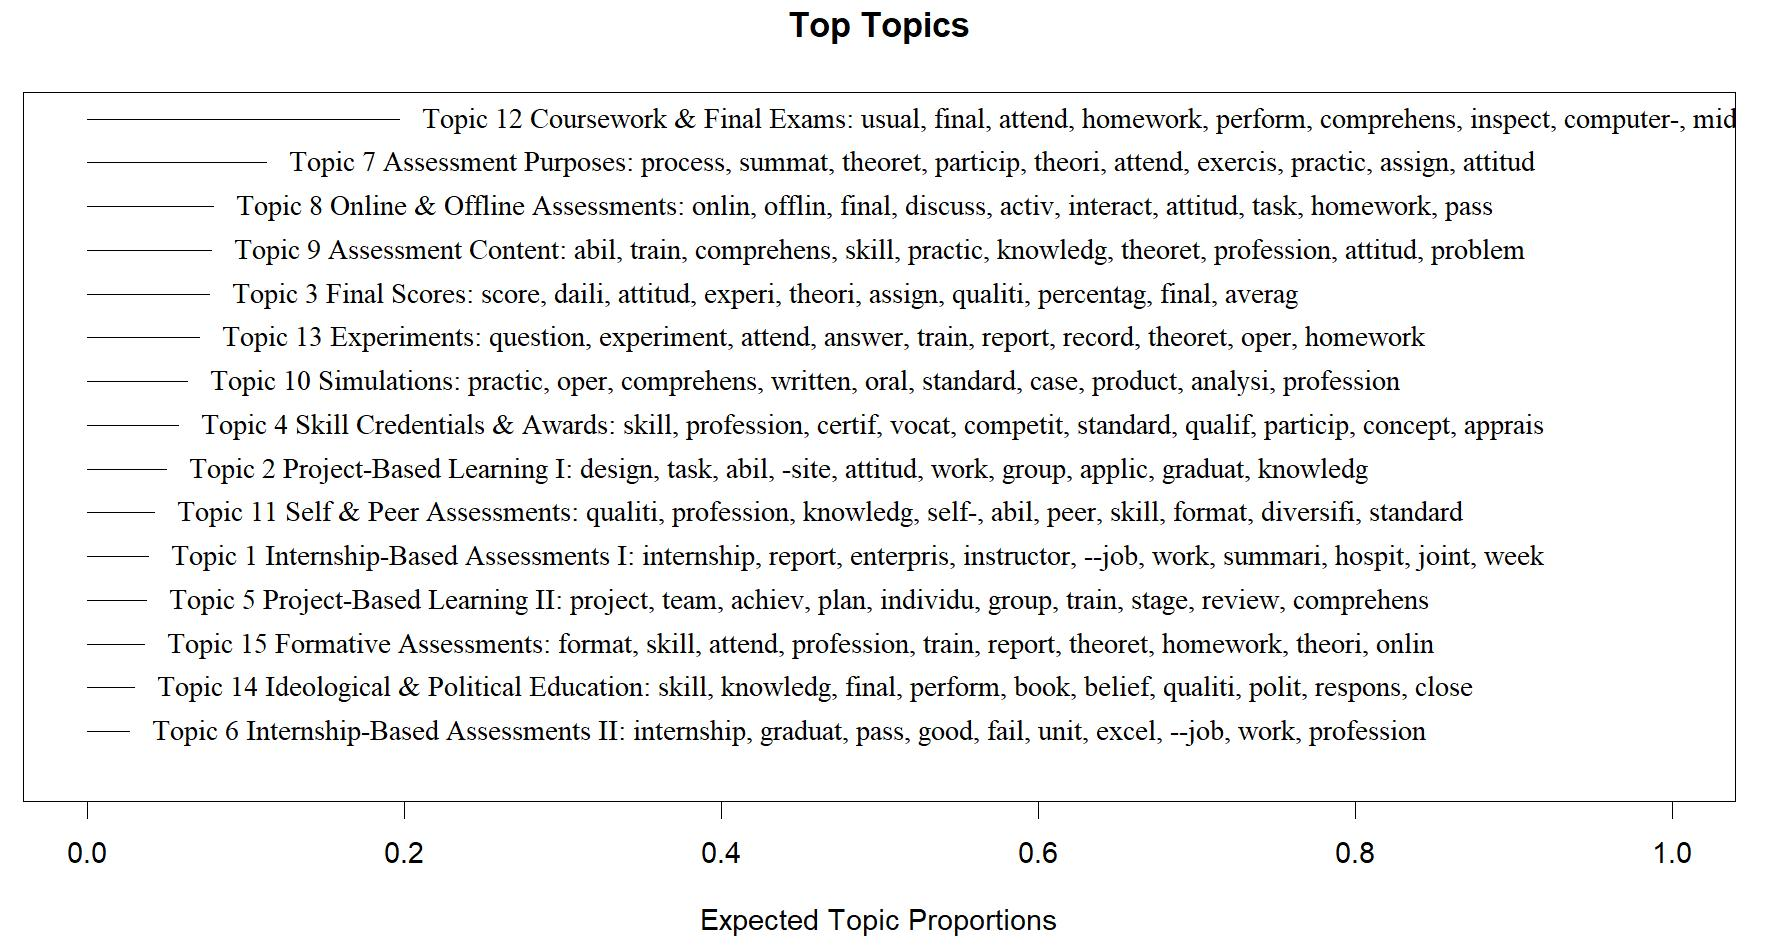 Top Topics
Topic 12 Coursework & Final Exams: usual, final, attend, homework, perform, comprehens, inspect, computer-, mid
Topic 7 Assessment Purposes: process, summat, theoret, particip, theori, attend, exercis, practic, assign, attitud
Topic 8 Online & Offline Assessments: onlin, offlin, final, discuss, activ, interact, attitud, task, homework, pass
Topic 9 Assessment Content: abil, train, comprehens, skill, practic, knowledg, theoret, profession, attitud, problem
Topic 3 Final Scores: score, daili, attitud, experi, theori, assign, qualiti, percentag, final, averag
Topic 13 Experiments: question, experiment, attend, answer, train, report, record, theoret, oper, homework
Topic 10 Simulations: practic, oper, comprehens, written, oral, standard, case, product, analysi, profession
Topic 4 Skill Credentials & Awards: skill, profession, certif, vocat, competit, standard, qualif, particip, concept, apprais
Topic 2 Project-Based Learning I: design, task, abil, -site, attitud, work, group, applic, graduat, knowledg
Topic 11 Self & Peer Assessments: qualiti, profession, knowledg, self-, abil, peer, skill, format, diversifi, standard
Topic 1 Internship-Based Assessments I: internship, report, enterpris, instructor, --job, work, summari, hospit, joint, week
Topic 5 Project-Based Learning II: project, team, achiev, plan, individu, group, train, stage, review, comprehens
Topic 15 Formative Assessments: format, skill, attend, profession, train, report, theoret, homework, theori, onlin
Topic 14 Ideological & Political Education: skill, knowledg, final, perform, book, belief, qualiti, polit, respons, close
Topic 6 Internship-Based Assessments II: internship, graduat, pass, good, fail, unit, excel, --job, work, profession
0.0 0.2 0.4 0.6 0.8 1.0
Expected Topic Proportions